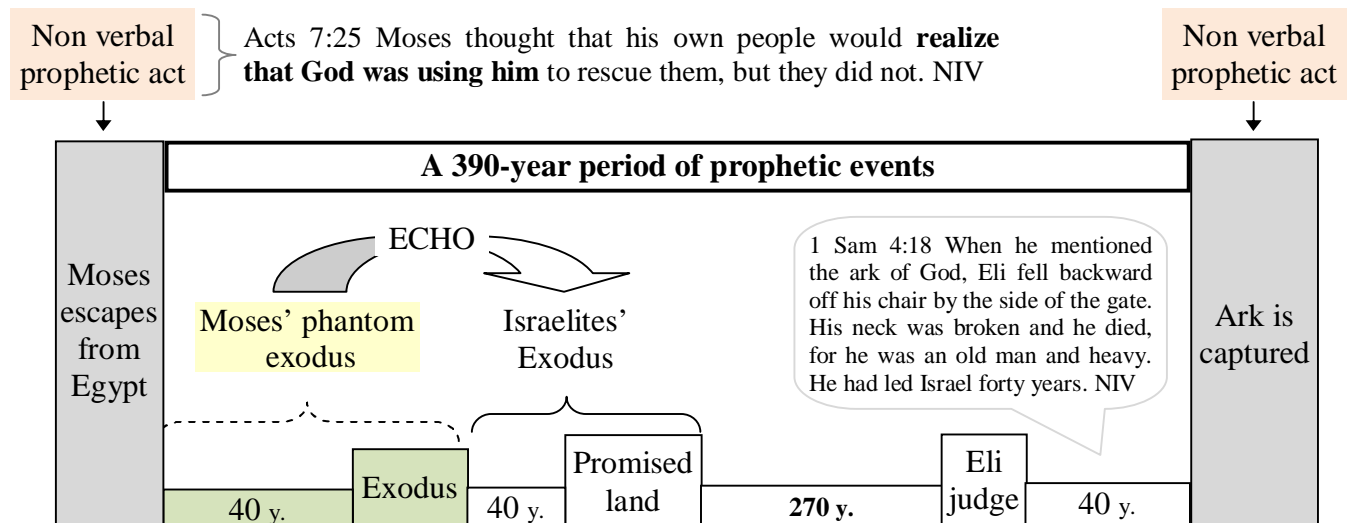 Non verbal
prophetic act
Acts 7:25 Moses thought that his own people would realize
that God was using him to rescue them, but they did not. NIV
Non verbal
prophetic act
A 390-year period of prophetic events
Moses
escapes
from
Egypt
ECHO
Moses’ phantom
exodus
Israelites’
Exodus
1 Sam 4:18 When he mentioned
the ark of God, Eli fell backward
off his chair by the side of the gate.
His neck was broken and he died,
for he was an old man and heavy.
He had led Israel forty years. NIV
Ark is
captured
40 y.
Exodus
40 y.
Promised
land
270 y.
Eli
judge
40 y.